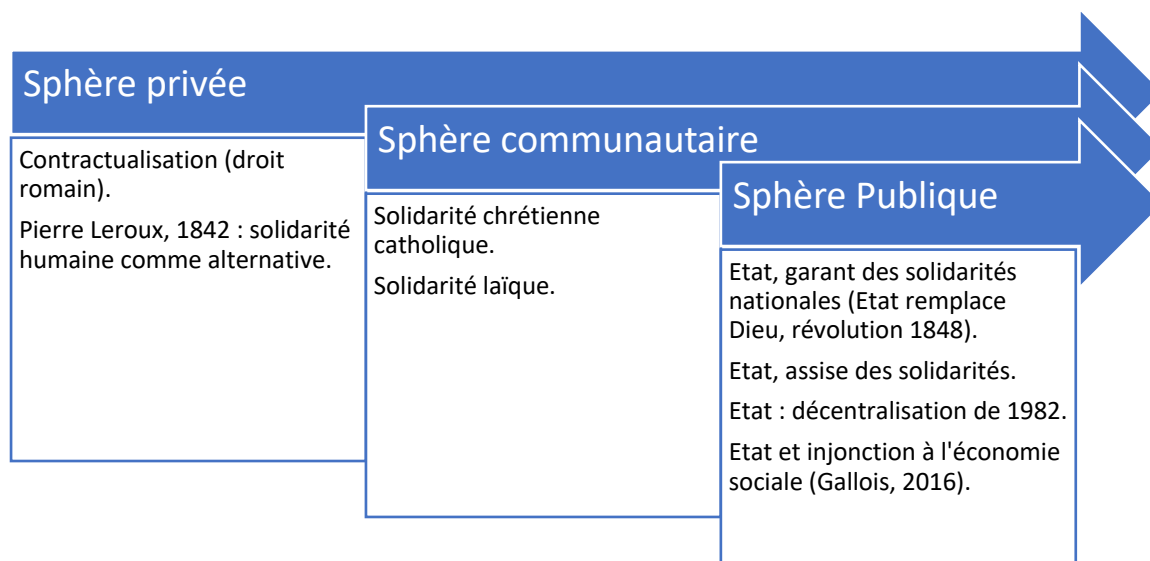 Sphère privée
Contractualisation (droit
romain).
Pierre Leroux, 1842 : solidarité
humaine comme alternative.
Sphère communautaire
Solidarité chrétienne
catholique.
Solidarité laïque.
Sphère Publique
Etat, garant des solidarités
nationales (Etat remplace
Dieu, révolution 1848).
Etat, assise des solidarités.
Etat : décentralisation de 1982.
Etat et injonction à l'économie
sociale (Gallois, 2016).